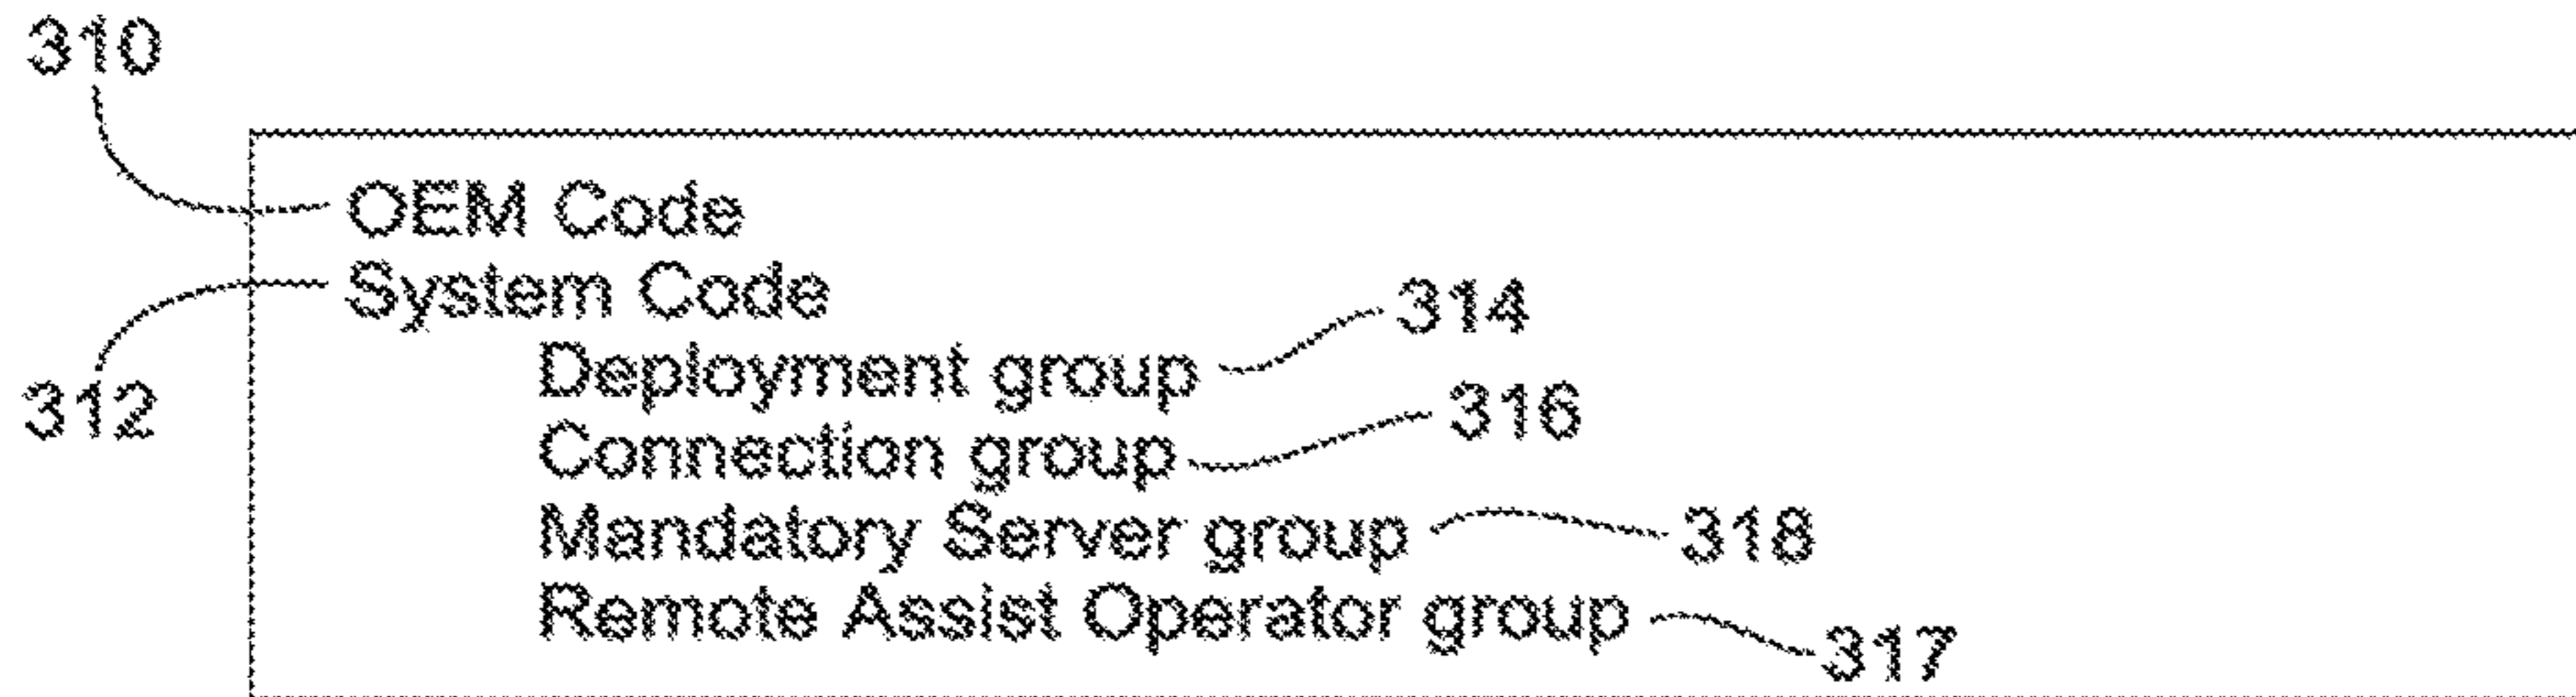 310
OEM Code
System Code
314
Deployment group
312
316
Connection group
Mandatory Server group 318
Remote Assist Operator group
317